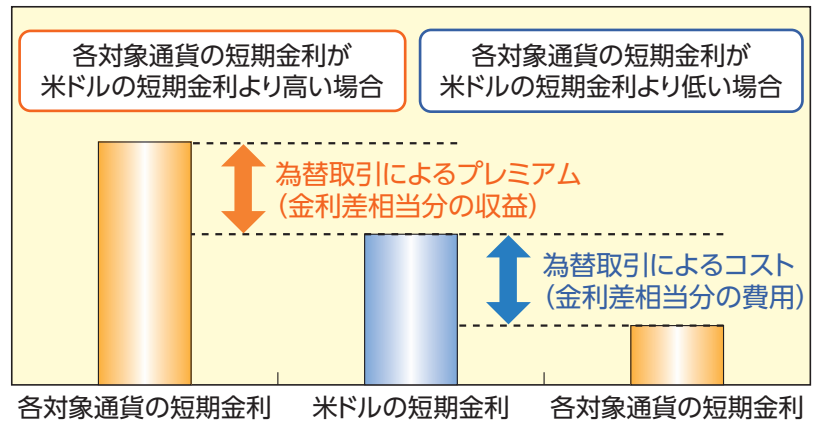 各対象通貨の短期金利が
米ドルの短期金利より高い場合
各対象通貨の短期金利が
米ドルの短期金利より低い場合
為替取引によるプレミアム
(金利差相当分の収益)
為替取引によるコスト
(金利差相当分の費用)
各対象通貨の短期金利
米ドルの短期金利
各対象通貨の短期金利